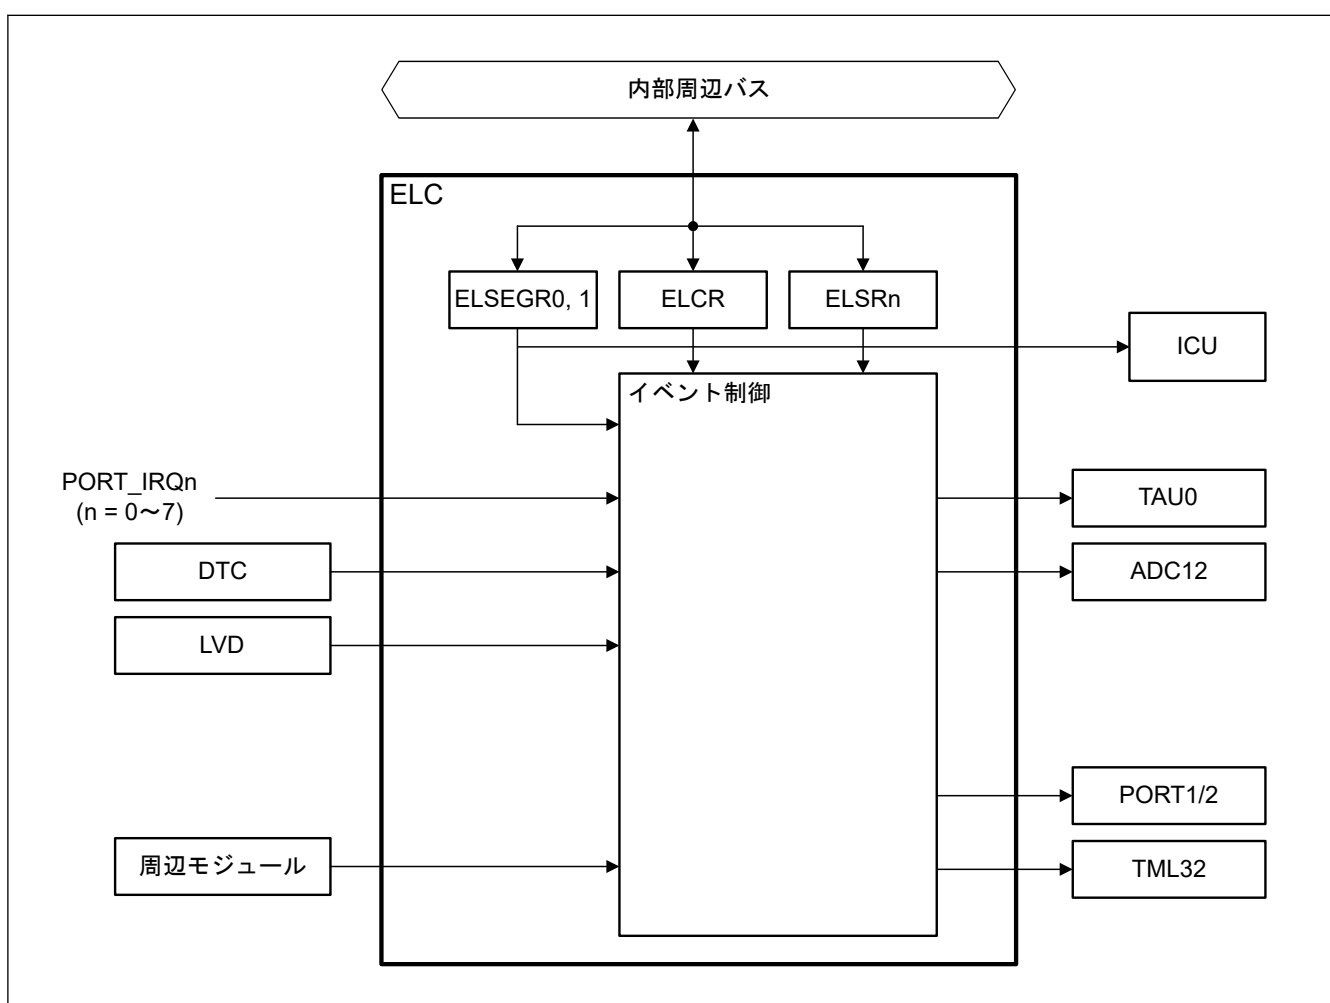 内部周辺バス
ELC
ELSEGR0, 1
ELCR
ELSRn
ICU
イベント制御
PORT_IRQn
(n = 0～7)
TAU0
DTC
ADC12
LVD
PORT1/2
周辺モジュール
TML32